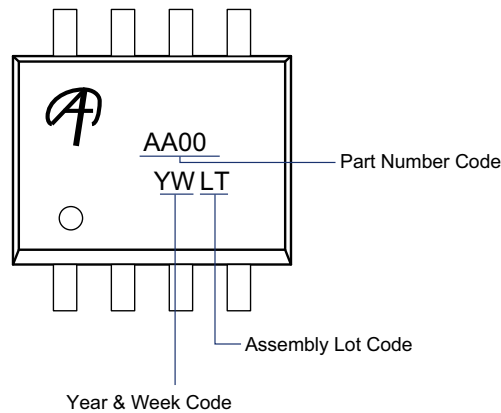 AA00
Part Number Code
YW LT
Assembly Lot Code
Year & Week Code